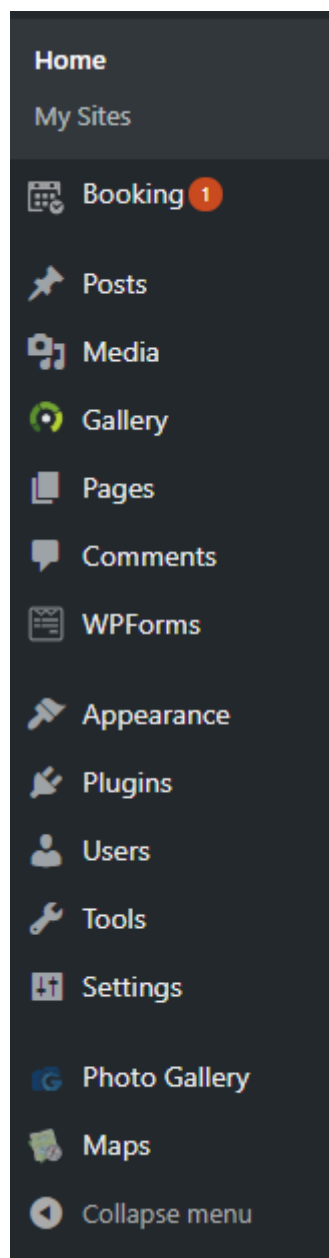 Home
My Sites
Booking 1
Posts
Media
Gallery
Pages
Comments
WPForms
Appearance
Plugins
Users
Tools
Settings
Photo Gallery
Maps
Collapse menu